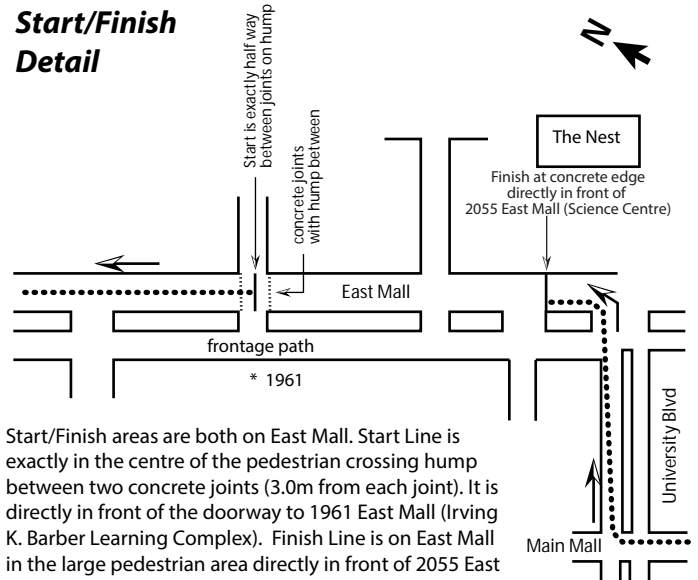 Start/Finish
Detail
N
Start is exactly half way
between joints on hump
concrete joints
with hump between
The Nest
Finish at concrete edge
directly in front of
2055 East Mall (Science Centre)
East Mall
frontage path
* 1961
University Blvd
Main Mall
Start/Finish areas are both on East Mall. Start Line is
exactly in the centre of the pedestrian crossing hump
between two concrete joints (3.0m from each joint). It is
directly in front of the doorway to 1961 East Mall (Irving
K. Barber Learning Complex). Finish Line is on East Mall
in the large pedestrian area directly in front of 2055 East